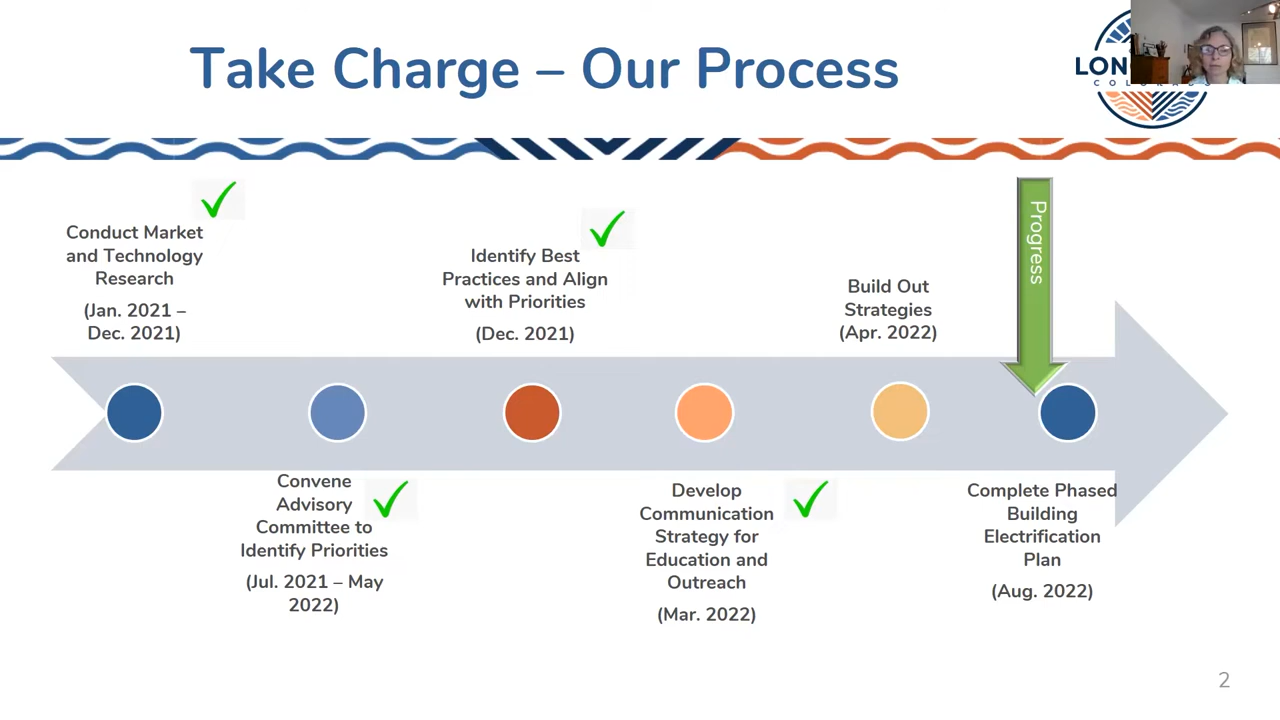 Take Charge – Our Process
Conduct Market
and Technology
Research
(Jan. 2021 –
Dec. 2021)
Convene
Advisory
Committee to
Identify Priorities
(Jul. 2021 – May
2022)
Identify Best
Practices and Align
with Priorities
(Dec. 2021)
Develop
Communication
Strategy for
Education and
Outreach
(Mar. 2022)
Build Out
Strategies
(Apr. 2022)
Progress
Complete Phased
Building
Electrification
Plan
(Aug. 2022)
2